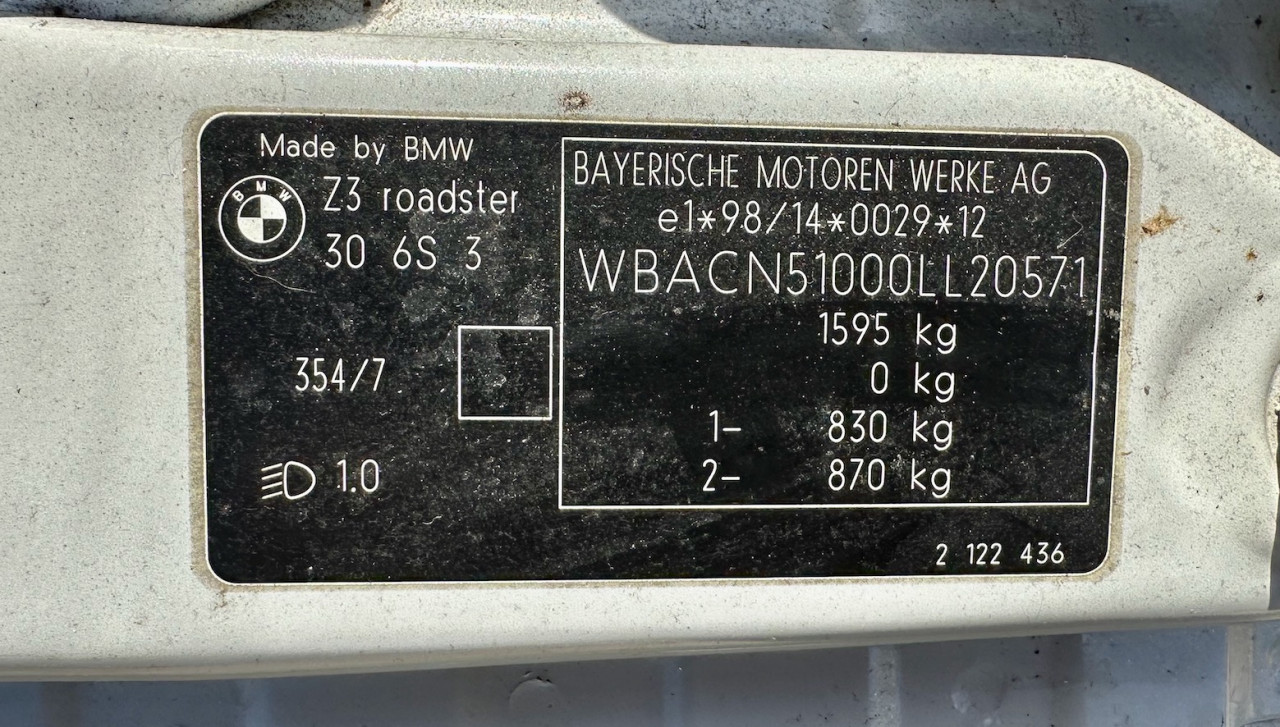 Made by BMW
BMW
Z3 roadster
30 6S 3
354/7
1.0
BAYERISCHE MOTOREN WERKE AG
e1*98/14*0029*12
WBACN51000LL20571
1595 kg
0 kg
1- 830 kg
2- 870 kg
2 122 436